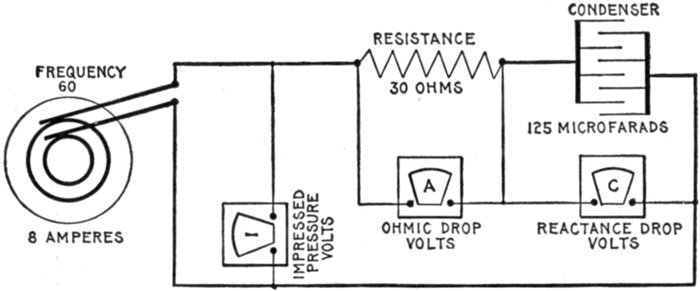 CONDENSER
RESISTANCE
FREQUENCY
60
30 OHMS
125 MICROFARADS
A
C
I
IMPRESSED
PRESSURE
VOLTS
8 AMPERES
OHMIC DROP
VOLTS
REACTANCE DROP
VOLTS